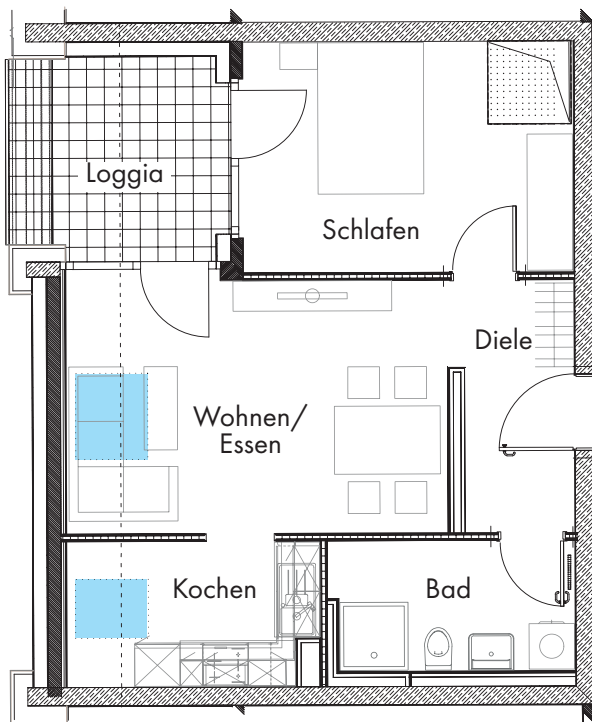 Loggia
Schlafen
Diele
Wohnen/
Essen
Kochen
Bad